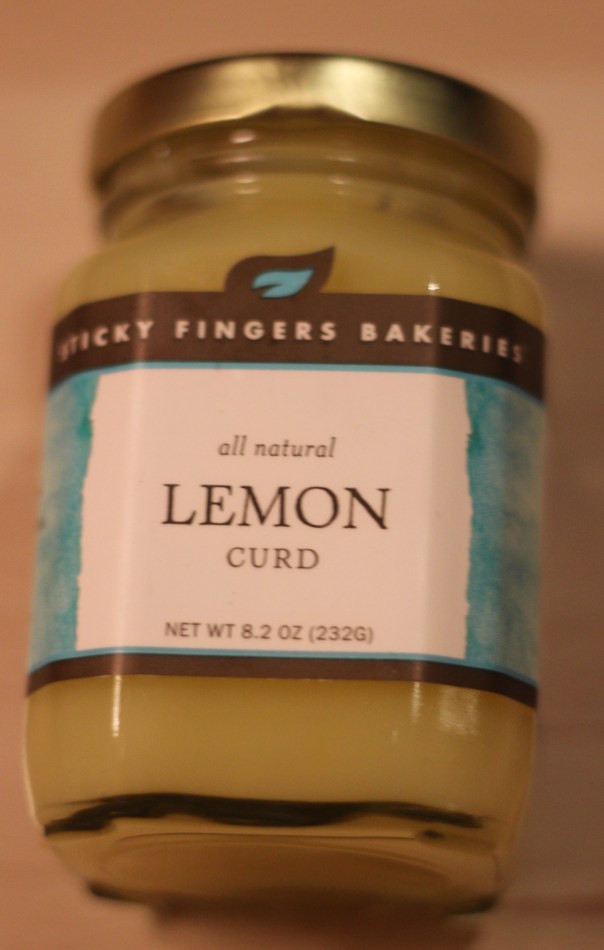 STICKY FINGERS BAKERIES
all natural
LEMON
CURD
NET WT 8.2 OZ (232G)